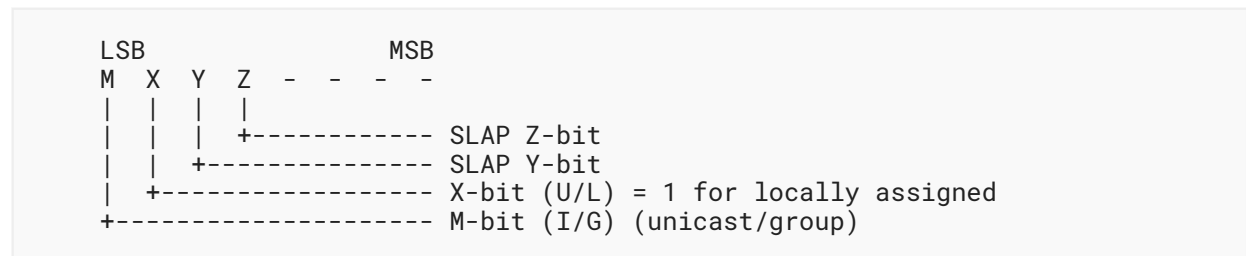 LSB                MSB
M  X  Y  Z  -  -  -  -
|  |  |  |
|  |  |  +------------ SLAP Z-bit
|  |  +--------------- SLAP Y-bit
|  +------------------ X-bit (U/L) = 1 for locally assigned
+--------------------- M-bit (I/G) (unicast/group)